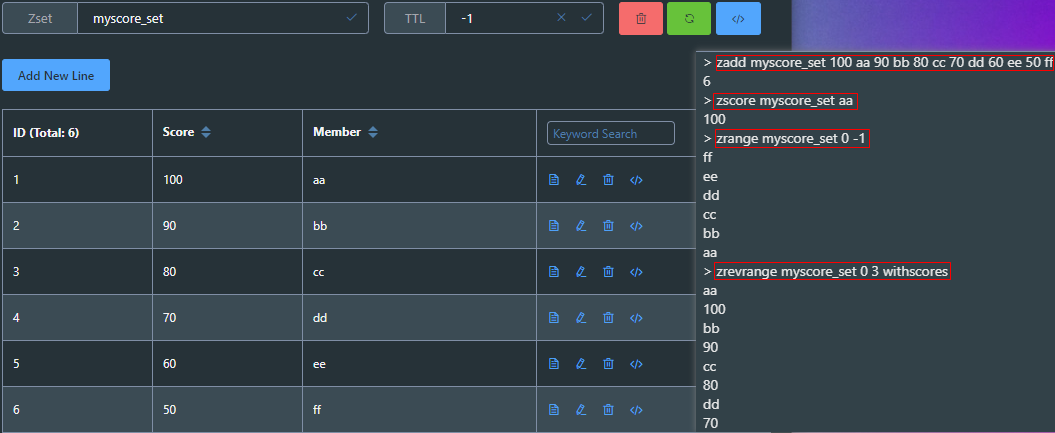 Zset myscore_set TTL -1
Add New Line
ID (Total: 6) Score Member Keyword Search
1 100 aa
2 90 bb
3 80 cc
4 70 dd
5 60 ee
6 50 ff
> zadd myscore_set 100 aa 90 bb 80 cc 70 dd 60 ee 50 ff
6
> zscore myscore_set aa
100
> zrange myscore_set 0 -1
ff
ee
dd
cc
bb
aa
> zrevrange myscore_set 0 3 withscores
aa
100
bb
90
cc
80
dd
70